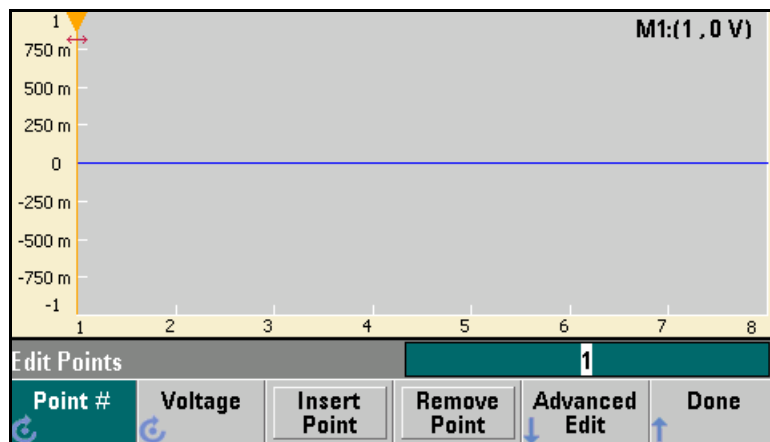 1
M1:(1 , 0 V)
750 m
500 m
250 m
0
-250 m
-500 m
-750 m
-1
1 2 3 4 5 6 7 8
Edit Points
1
Point #
Voltage
Insert
Point
Remove
Point
Advanced
Edit
Done